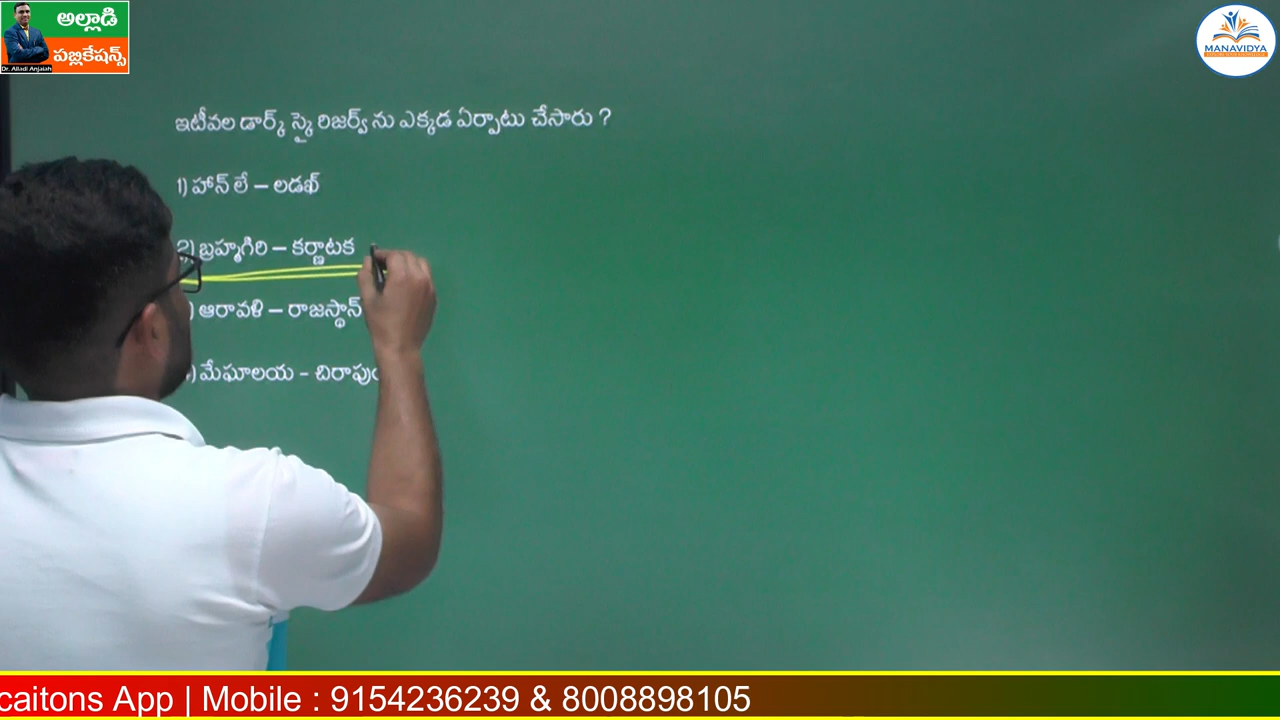 అల్లాడి
పబ్లికేషన్స్
Dr. Alladi Anjaiah
MANAVIDYA
ఇటీవల డార్క్ స్కై రిజర్వ్ ను ఎక్కడ ఏర్పాటు చేసారు ?
1) హాన్ లే – లడఖ్
2) బ్రహ్మగిరి – కర్ణాటక
) ఆరావళి – రాజస్థాన్
) మేఘాలయ - చిరాపుం
caitons App | Mobile : 9154236239 & 8008898105